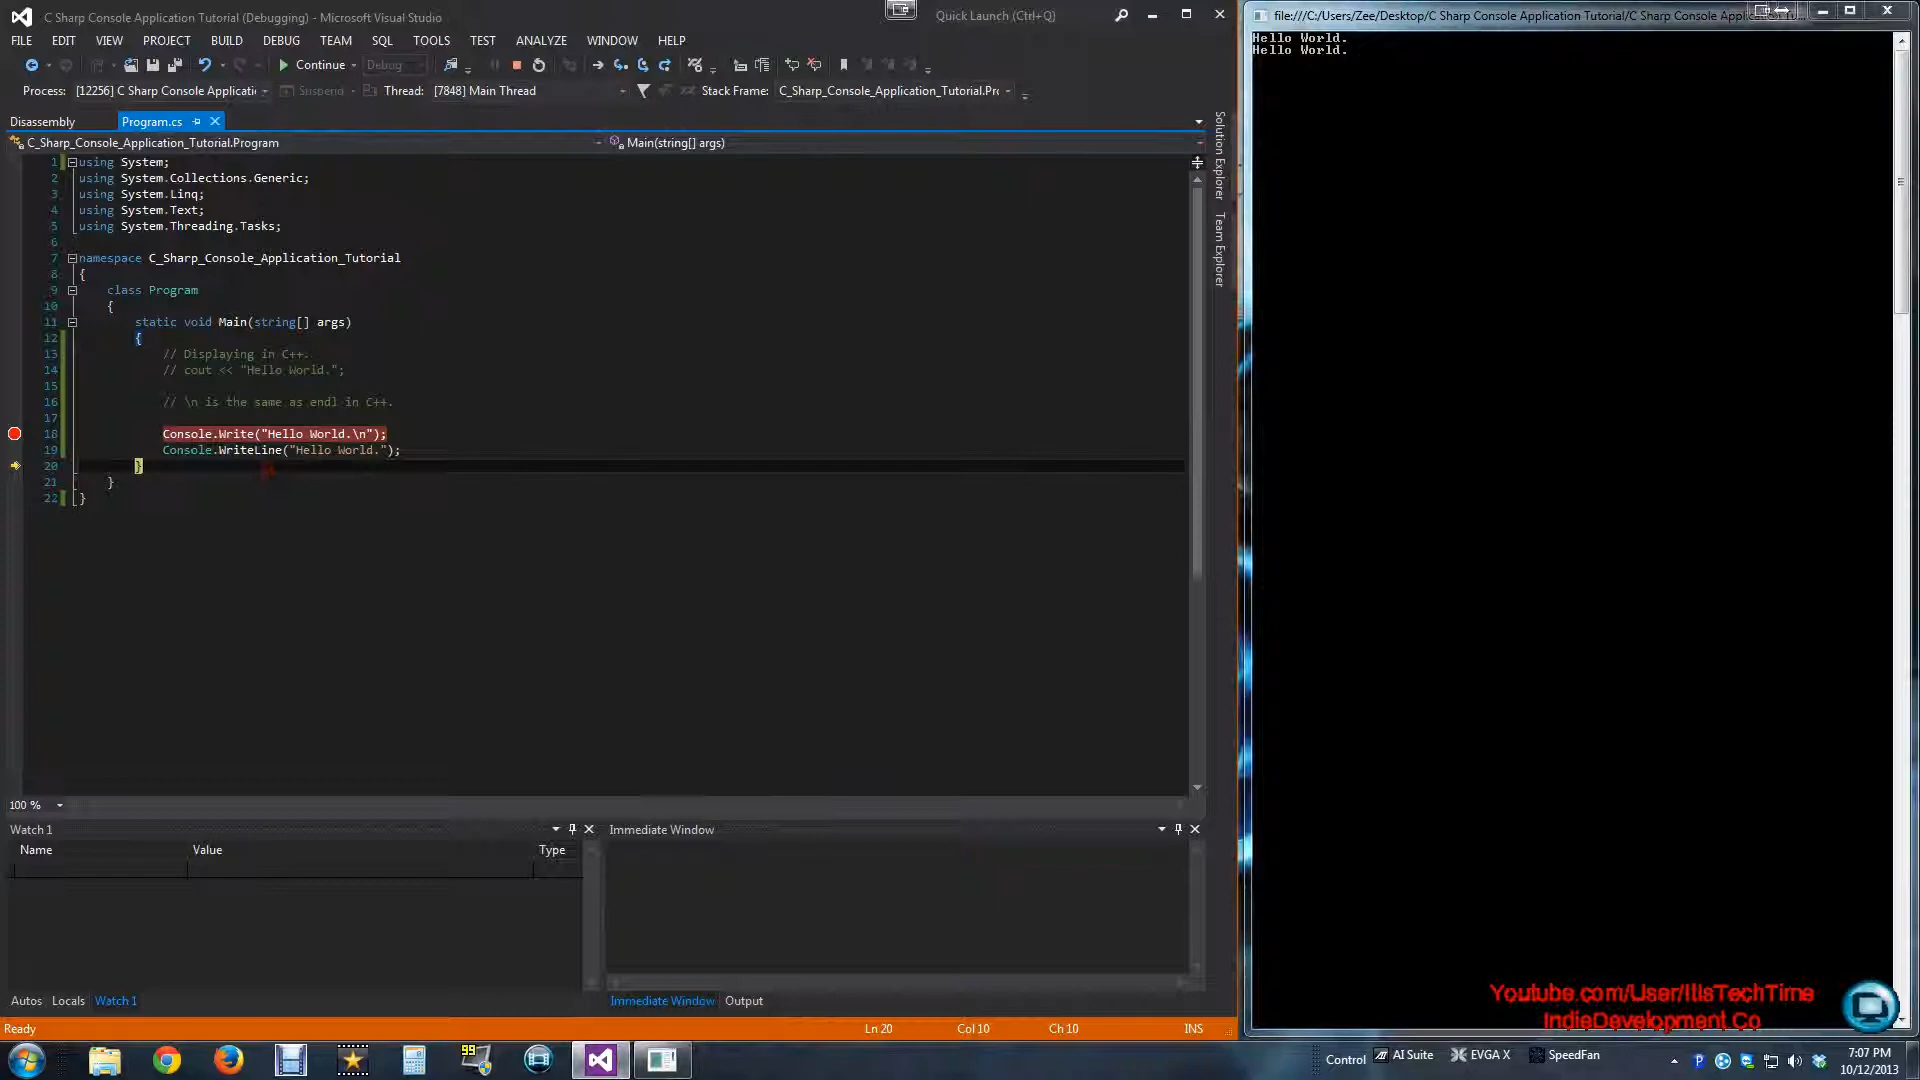 C Sharp Console Application Tutorial (Debugging) - Microsoft Visual Studio
Quick Launch (Ctrl+Q)
FILE EDIT VIEW PROJECT BUILD DEBUG TEAM SQL TOOLS TEST ANALYZE WINDOW HELP
Continue Debug
Process: [12256] C Sharp Console Applicati Suspend Thread: [7848] Main Thread Stack Frame: C_Sharp_Console_Application_Tutorial.Pr
Disassembly Program.cs
C_Sharp_Console_Application_Tutorial.Program Main(string[] args)
1 using System;
2 using System.Collections.Generic;
3 using System.Linq;
4 using System.Text;
5 using System.Threading.Tasks;
6
7 namespace C_Sharp_Console_Application_Tutorial
8 {
9 class Program
10 {
11 static void Main(string[] args)
12 {
13 // Displaying in C++.
14 // cout << "Hello World.";
15
16 // \n is the same as endl in C++.
17
18 Console.Write("Hello World.\n");
19 Console.WriteLine("Hello World.");
20 }
21 }
22 }
100 %
Solution Explorer
Team Explorer
Watch 1
Name Value Type
Autos Locals Watch 1
Immediate Window
Immediate Window Output
Ready Ln 20 Col 10 Ch 10 INS
file:///C:/Users/Zee/Desktop/C Sharp Console Application Tutorial/C Sharp Console
Hello World.
Hello World.
Youtube.com/User/IllsTechTime
IndieDevelopment.Co
99
Control AI Suite EVGA X SpeedFan
7:07 PM
10/12/2013